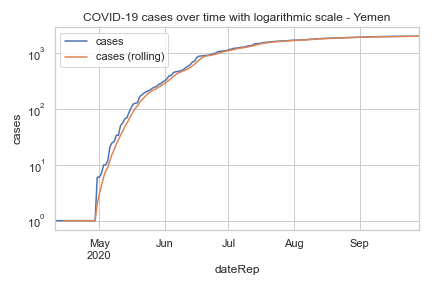 COVID-19 cases over time with logarithmic scale - Yemen
cases
cases (rolling)
10³
10²
10¹
10⁰
cases
May
2020
Jun
Jul
Aug
Sep
dateRep